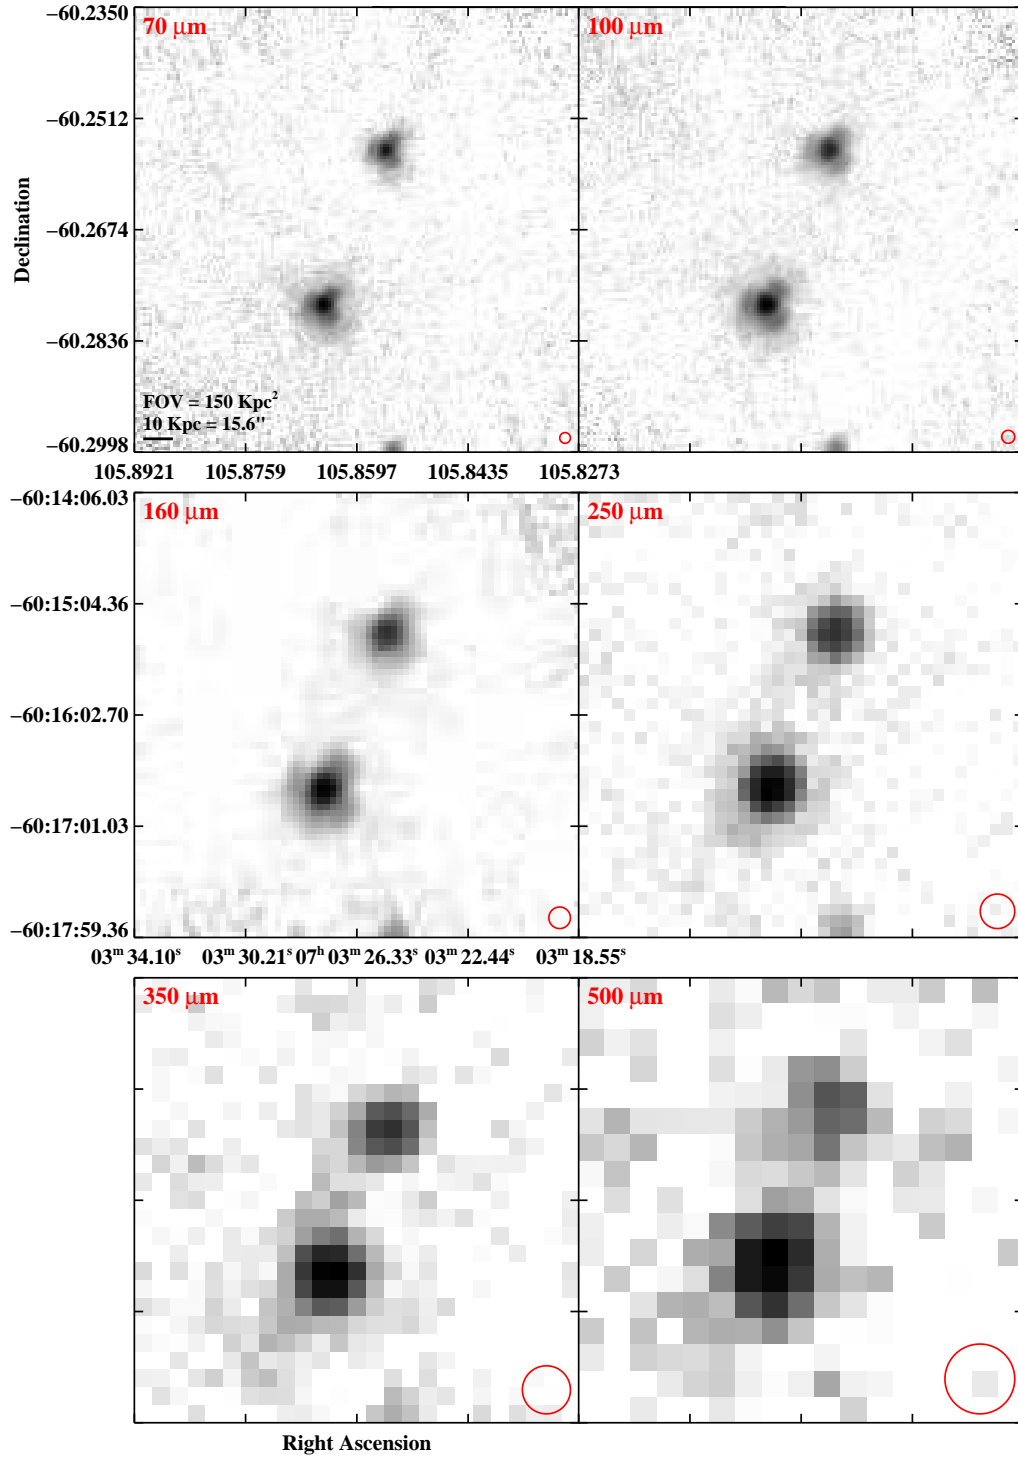 −60.2350
70 μm
100 μm
−60.2512
Declination
−60.2674
−60.2836
FOV = 150 Kpc²
10 Kpc = 15.6"
−60.2998
105.8921 105.8759 105.8597 105.8435 105.8273
−60:14:06.03
160 μm
250 μm
−60:15:04.36
−60:16:02.70
−60:17:01.03
−60:17:59.36
03ᵐ 34.10ˢ 03ᵐ 30.21ˢ 07ʰ 03ᵐ 26.33ˢ 03ᵐ 22.44ˢ 03ᵐ 18.55ˢ
350 μm
500 μm
Right Ascension